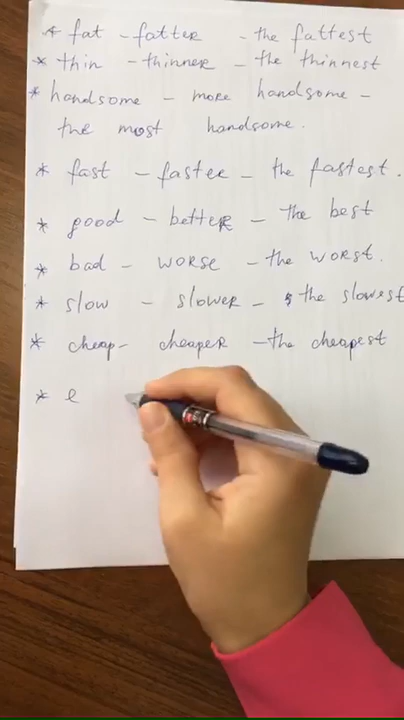 * fat - fatter - the fattest
* thin - thinner - the thinnest
* handsome - more handsome -
the most handsome.
* fast - faster - the fastest.
* good - better - the best
* bad - worse - the worst.
* slow - slower - the slowest
* cheap - cheaper - the cheapest
* e